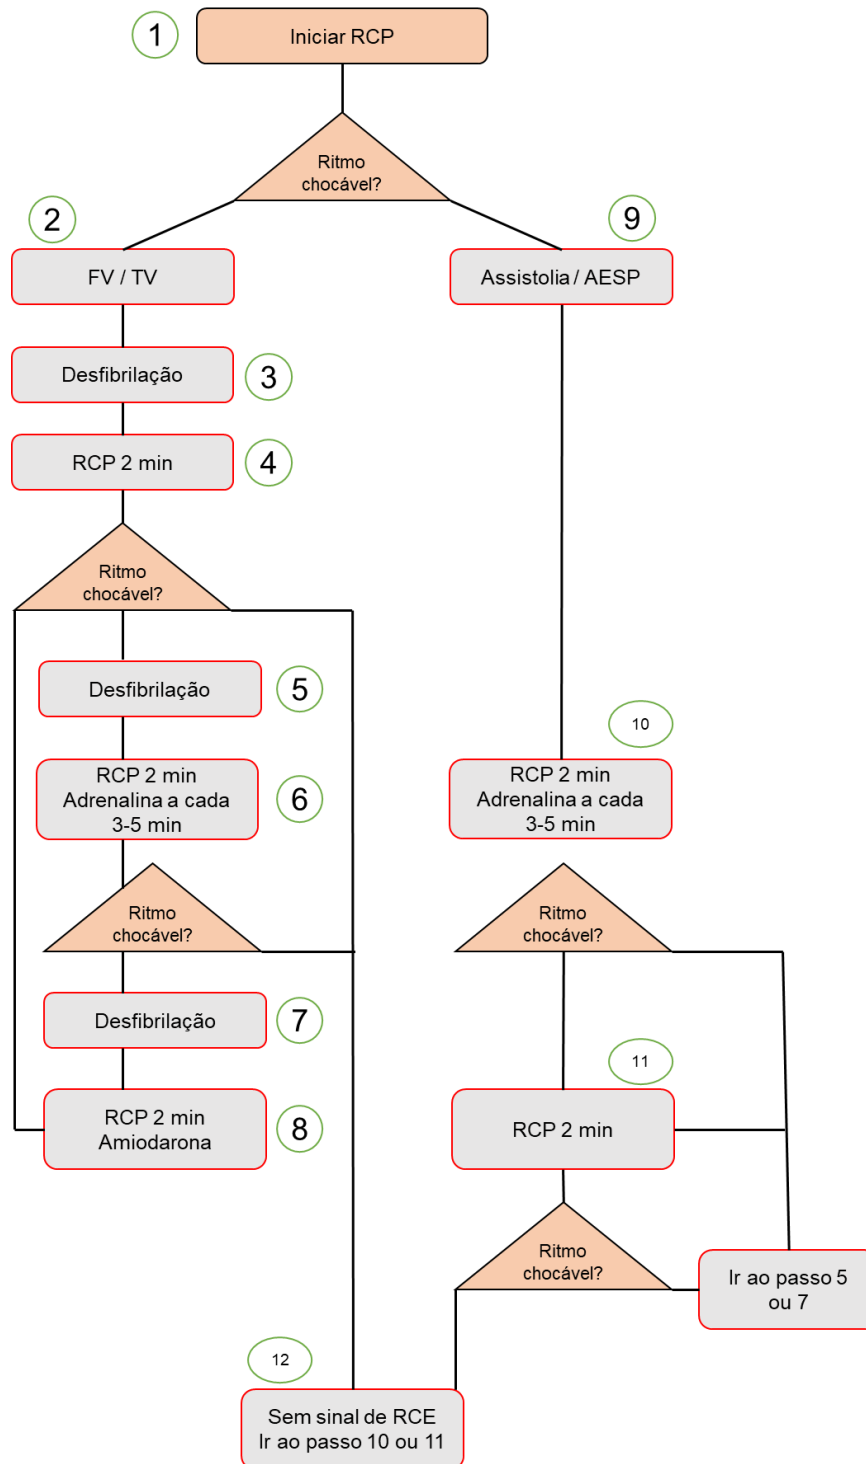 1
Iniciar RCP
Ritmo
chocável?
2
FV / TV
Desfibrilação
3
RCP 2 min
4
Ritmo
chocável?
Desfibrilação
5
RCP 2 min
Adrenalina a cada
3-5 min
6
Ritmo
chocável?
Desfibrilação
7
RCP 2 min
Amiodarona
8
9
Assistolia / AESP
10
RCP 2 min
Adrenalina a cada
3-5 min
Ritmo
chocável?
11
RCP 2 min
Ritmo
chocável?
Ir ao passo 5
ou 7
12
Sem sinal de RCE
Ir ao passo 10 ou 11